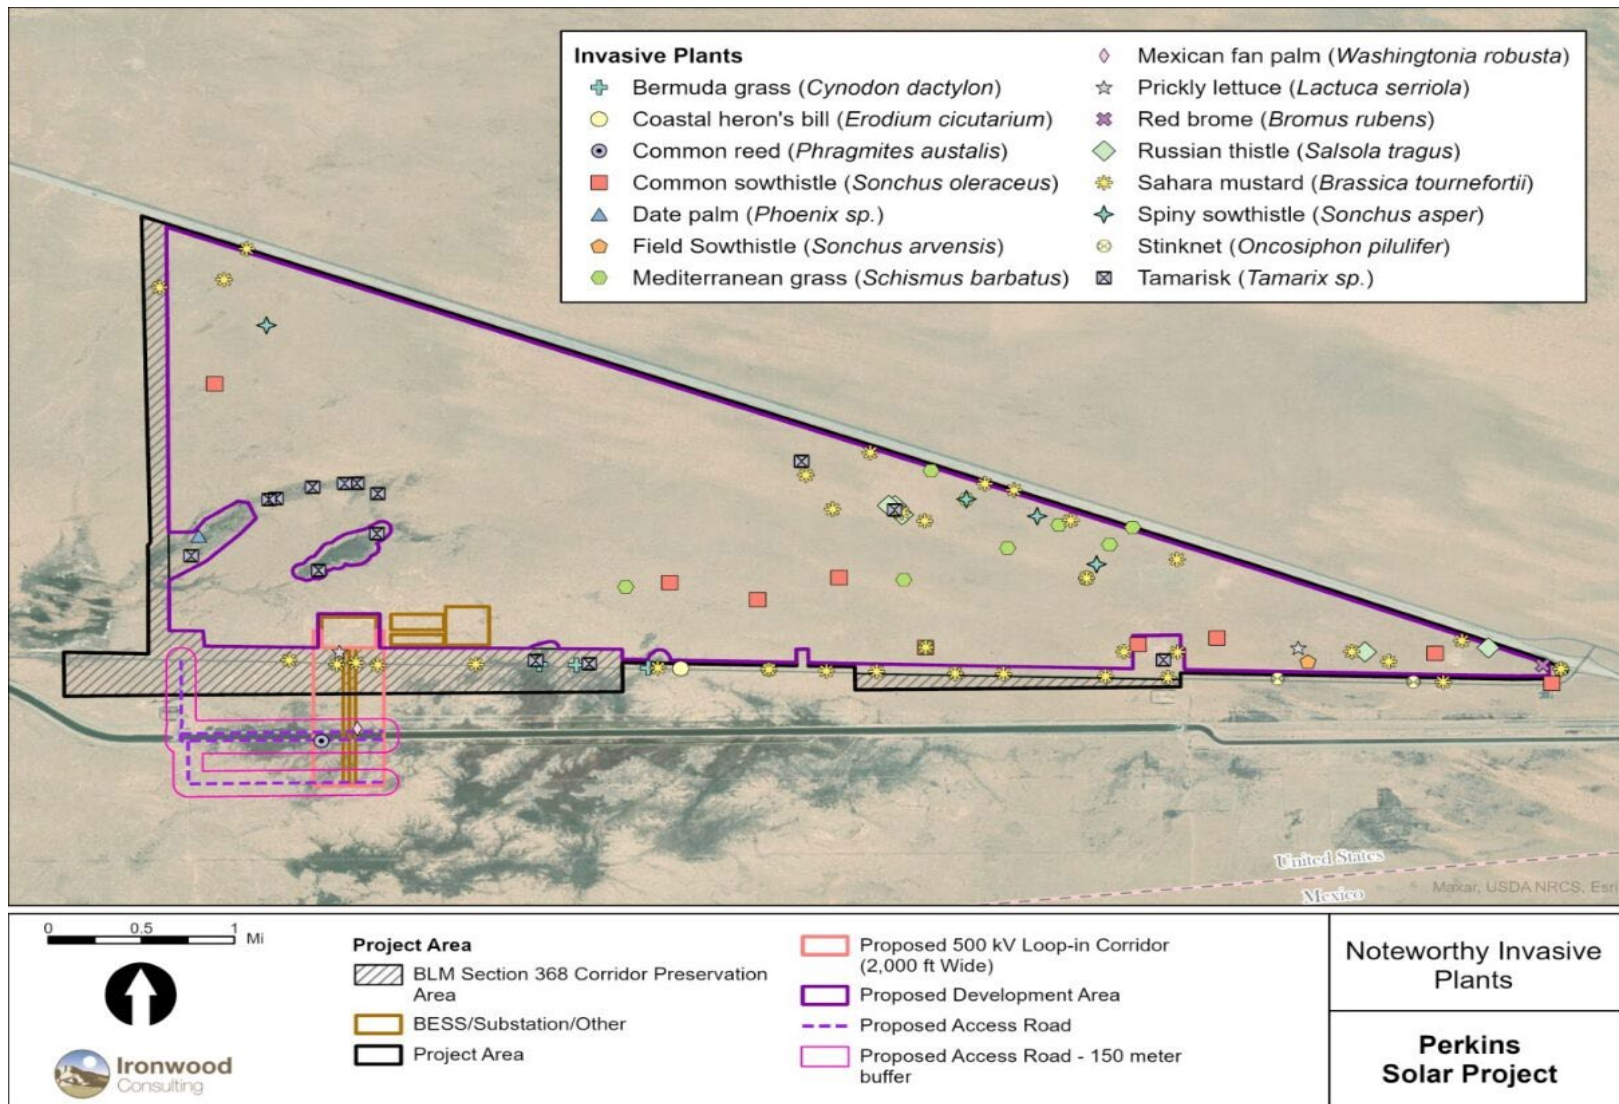 Invasive Plants
Bermuda grass (Cynodon dactylon)
Coastal heron's bill (Erodium cicutarium)
Common reed (Phragmites australis)
Common sowthistle (Sonchus oleraceus)
Date palm (Phoenix sp.)
Field Sowthistle (Sonchus arvensis)
Mediterranean grass (Schismus barbatus)
Mexican fan palm (Washingtonia robusta)
Prickly lettuce (Lactuca serriola)
Red brome (Bromus rubens)
Russian thistle (Salsola tragus)
Sahara mustard (Brassica tournefortii)
Spiny sowthistle (Sonchus asper)
Stinknet (Oncosiphon pilulifer)
Tamarisk (Tamarix sp.)
United States
Mexico
Maxar, USDA NRCS, Esri
0 0.5 1
Mi
Ironwood
Consulting
Project Area
BLM Section 368 Corridor Preservation
Area
BESS/Substation/Other
Project Area
Proposed 500 kV Loop-in Corridor
(2,000 ft Wide)
Proposed Development Area
Proposed Access Road
Proposed Access Road - 150 meter
buffer
Noteworthy Invasive
Plants
Perkins
Solar Project